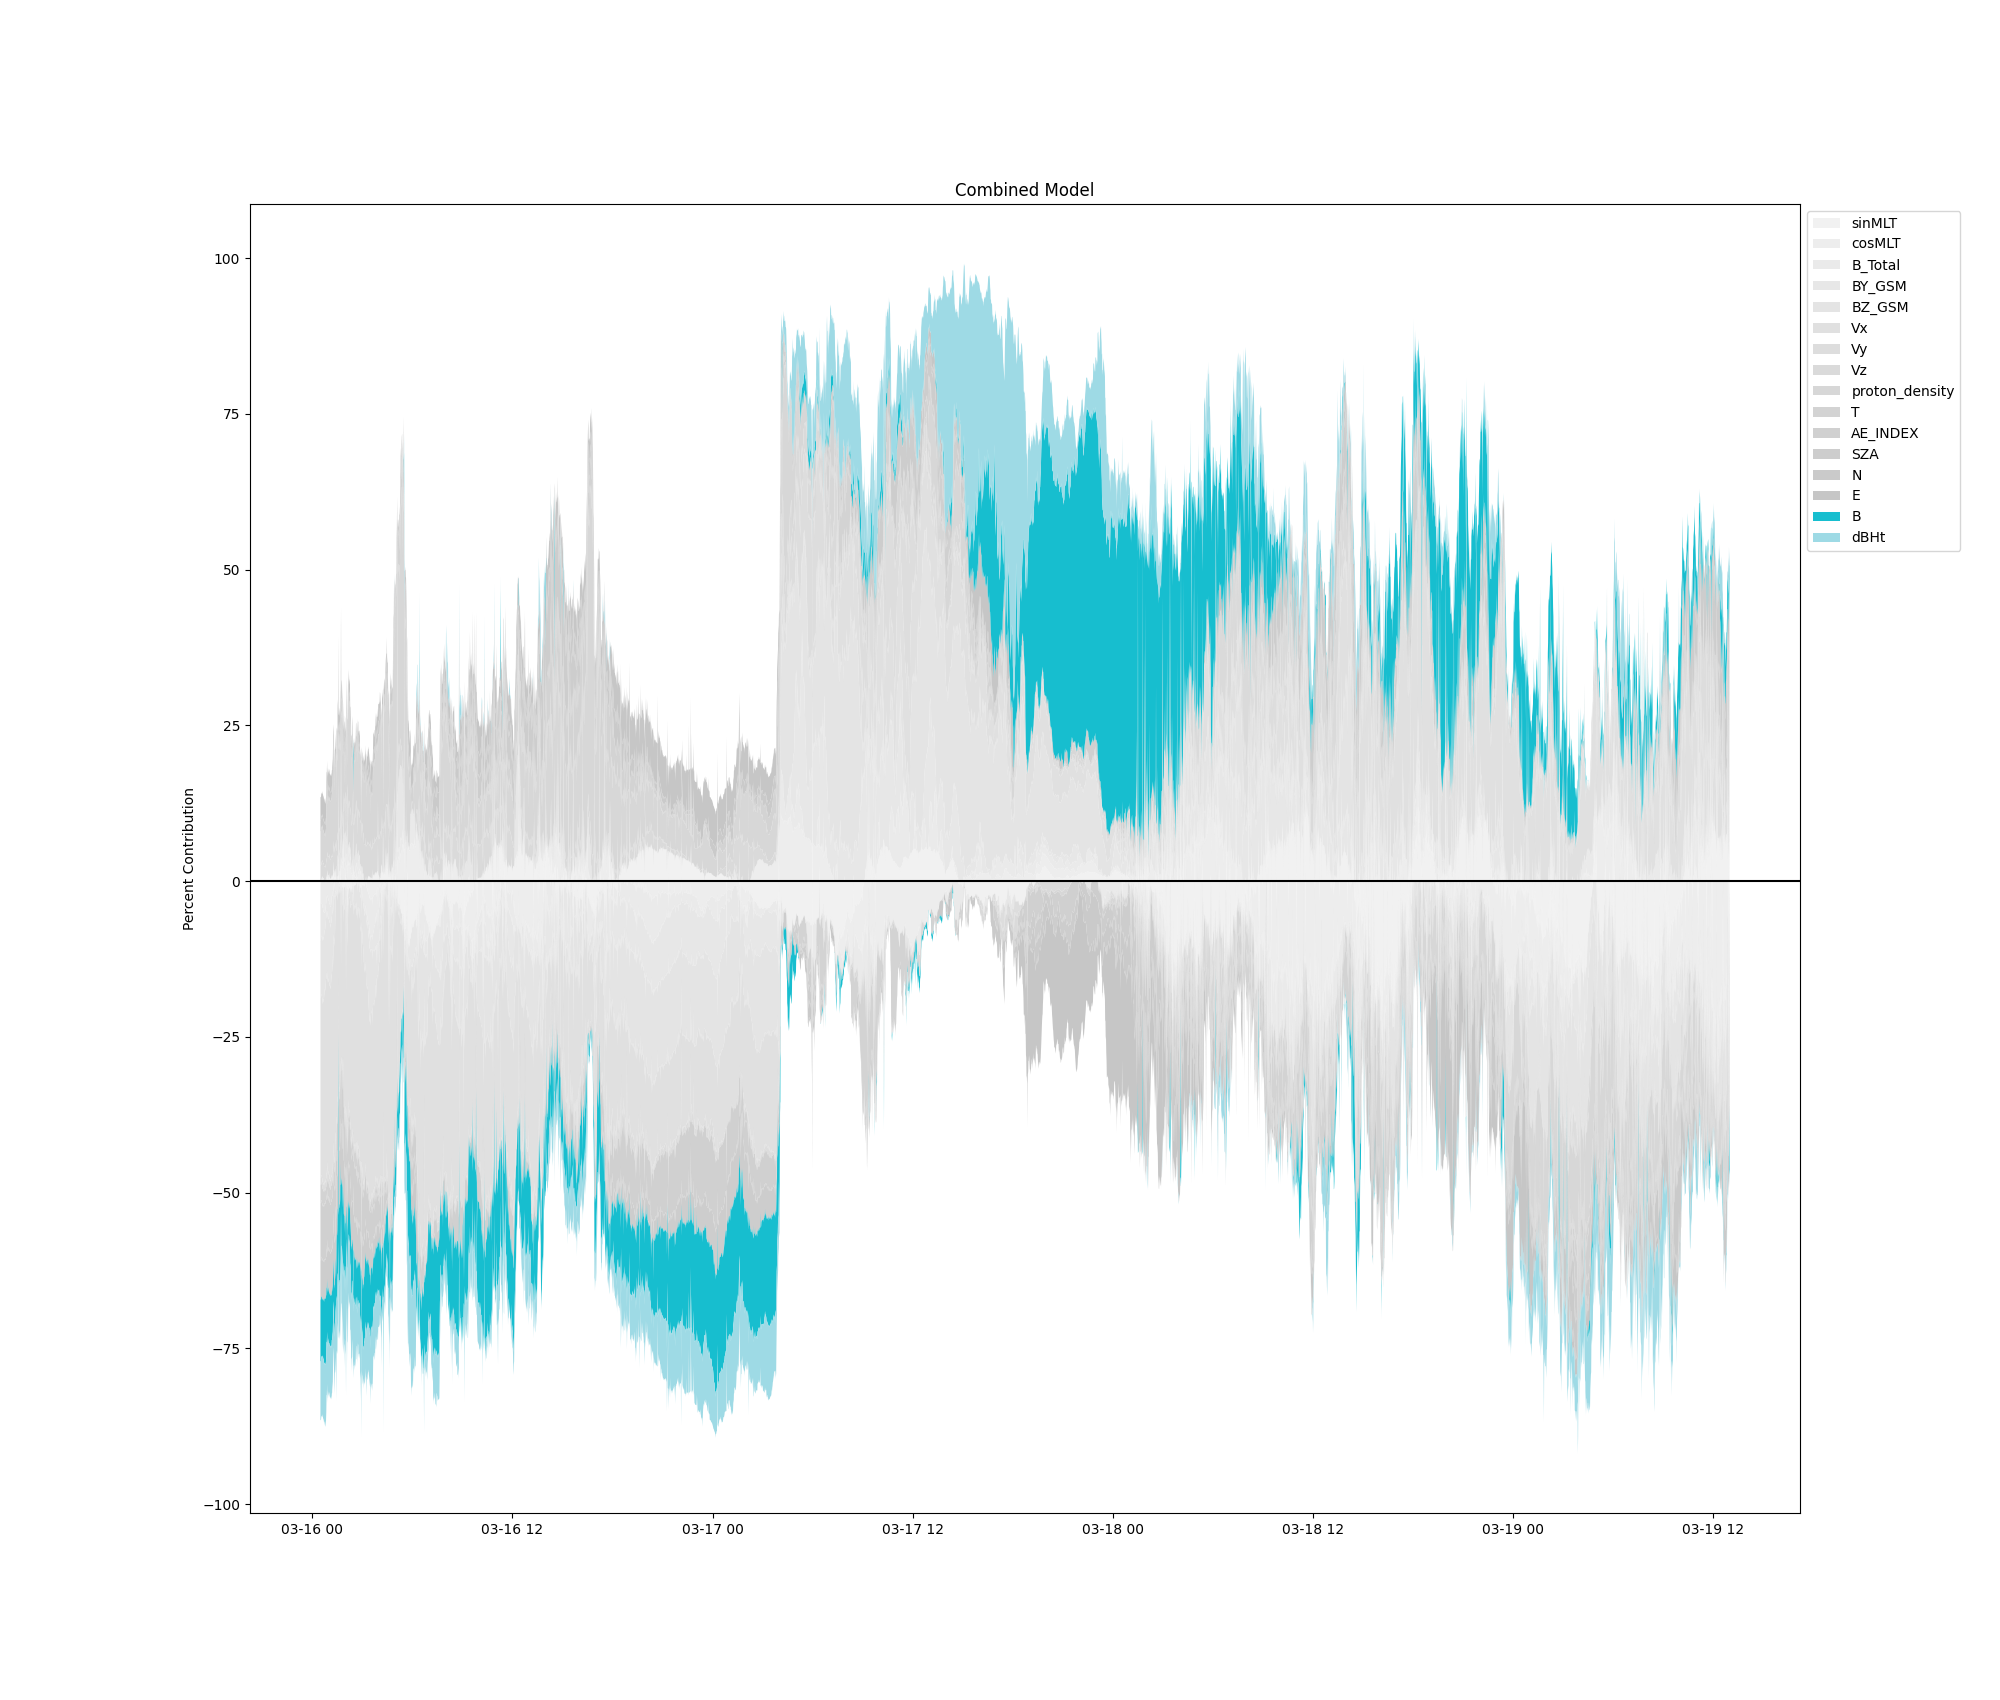 Combined Model
Percent Contribution
100
75
50
25
0
−25
−50
−75
−100
03-16 00
03-16 12
03-17 00
03-17 12
03-18 00
03-18 12
03-19 00
03-19 12
sinMLT
cosMLT
B_Total
BY_GSM
BZ_GSM
Vx
Vy
Vz
proton_density
T
AE_INDEX
SZA
N
E
B
dBHt